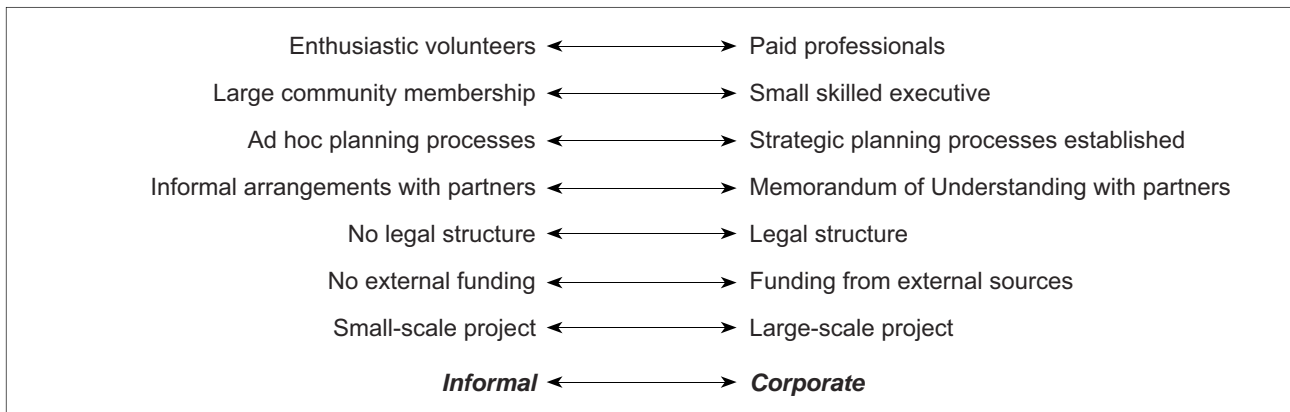 Enthusiastic volunteers Paid professionals
Large community membership Small skilled executive
Ad hoc planning processes Strategic planning processes established
Informal arrangements with partners Memorandum of Understanding with partners
No legal structure Legal structure
No external funding Funding from external sources
Small-scale project Large-scale project
Informal Corporate